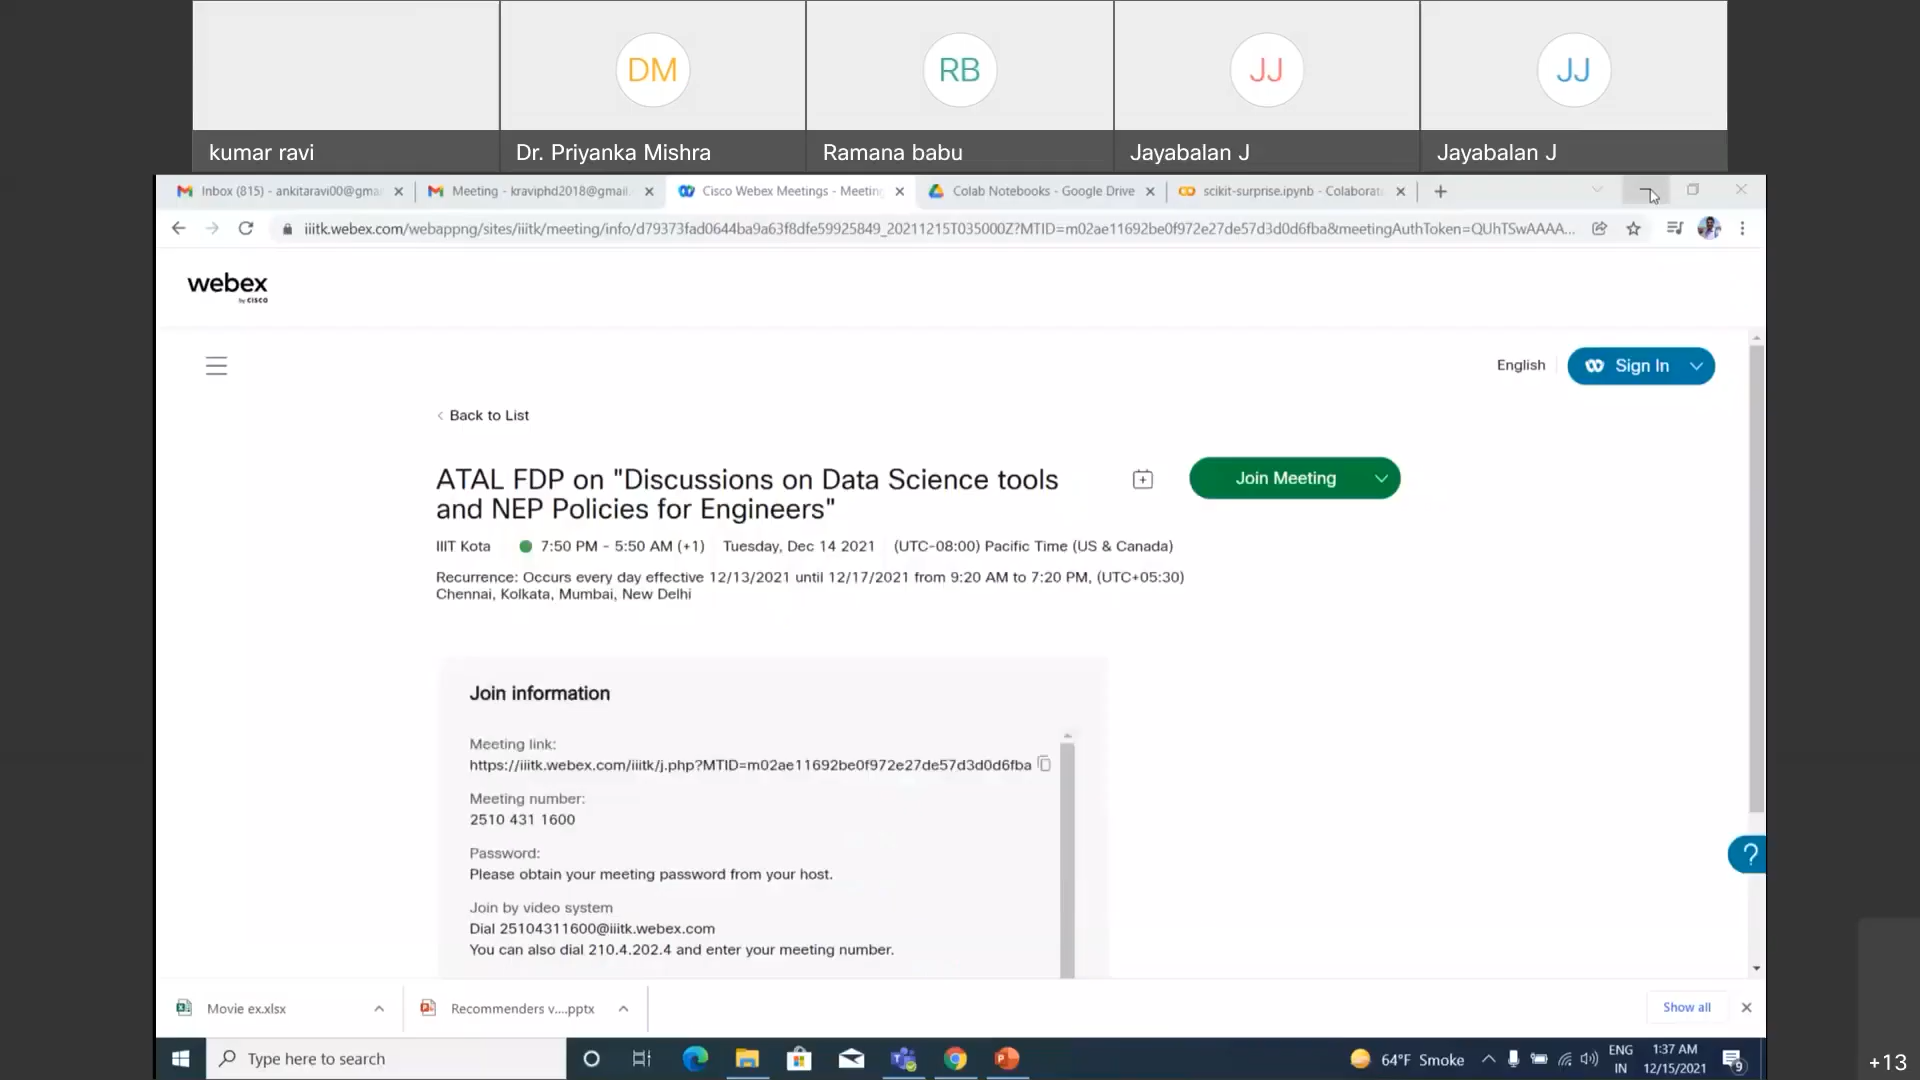 DM
RB
JJ
JJ
kumar ravi
Dr. Priyanka Mishra
Ramana babu
Jayabalan J
Jayabalan J
Inbox (815) - ankitaravi00@gma
Meeting - kraviphd2018@gmail.
Cisco Webex Meetings - Meeting
Colab Notebooks - Google Drive
scikit-surprise.ipynb - Colaborat
iiitk.webex.com/webappng/sites/iiitk/meeting/info/d79373fad0644ba9a63f8dfe59925849_20211215T035000Z?MTID=m02ae11692be0f972e27de57d3d0d6fba&meetingAuthToken=QUhTSwAAAA...
webex
by CISCO
English
Sign In
Back to List
ATAL FDP on "Discussions on Data Science tools
and NEP Policies for Engineers"
Join Meeting
IIIT Kota 7:50 PM - 5:50 AM (+1) Tuesday, Dec 14 2021 (UTC-08:00) Pacific Time (US & Canada)
Recurrence: Occurs every day effective 12/13/2021 until 12/17/2021 from 9:20 AM to 7:20 PM, (UTC+05:30)
Chennai, Kolkata, Mumbai, New Delhi
Join information
Meeting link:
https://iiitk.webex.com/iiitk/j.php?MTID=m02ae11692be0f972e27de57d3d0d6fba
Meeting number:
2510 431 1600
Password:
Please obtain your meeting password from your host.
Join by video system
Dial 25104311600@iiitk.webex.com
You can also dial 210.4.202.4 and enter your meeting number.
?
Movie ex.xlsx
Recommenders v....pptx
Show all
Type here to search
64°F Smoke
ENG
IN
1:37 AM
12/15/2021
9
+13